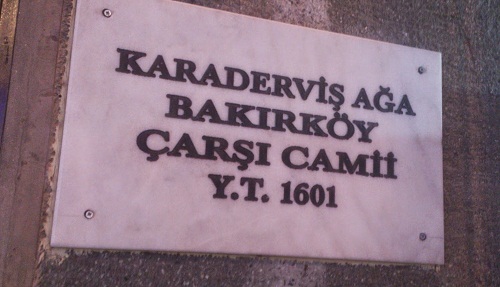 KARADERVİŞ AĞA
BAKIRKÖY
ÇARŞI CAMİİ
Y.T. 1601